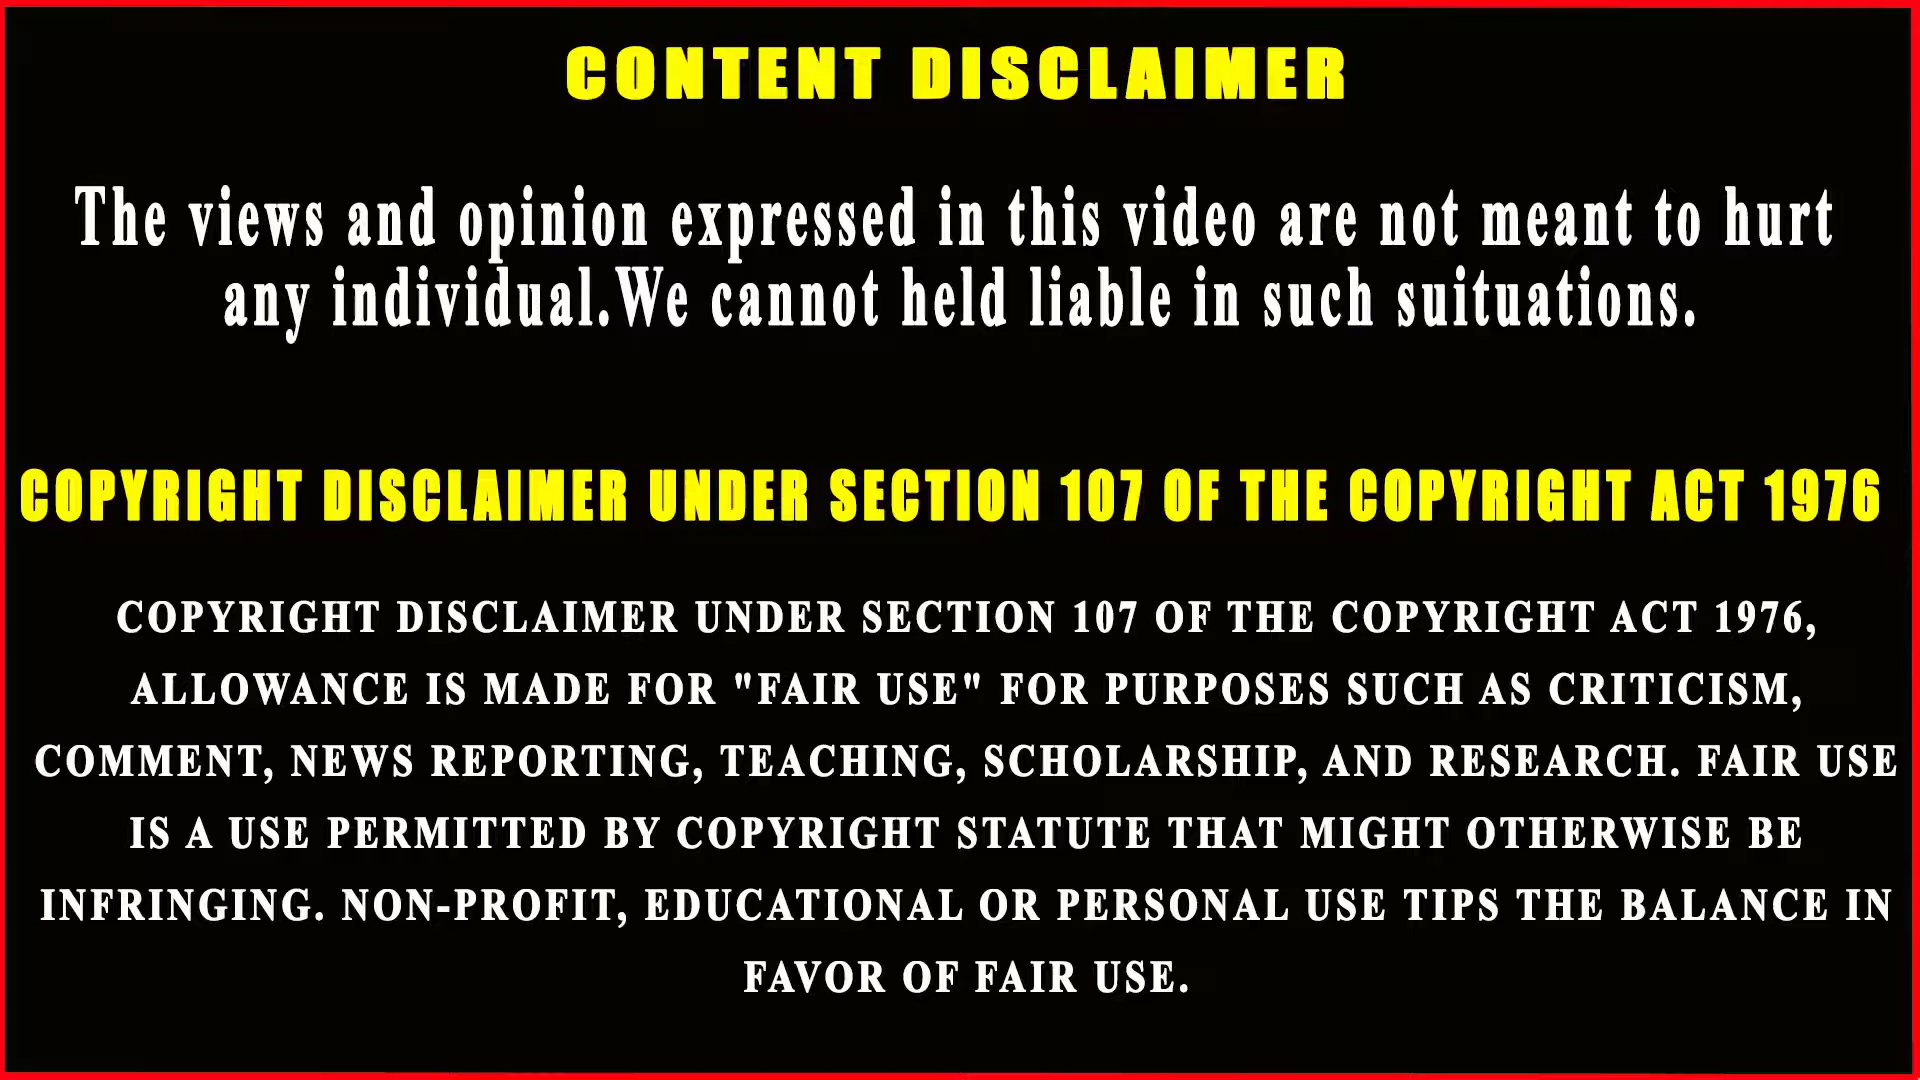 CONTENT DISCLAIMER
The views and opinion expressed in this video are not meant to hurt
any individual.We cannot held liable in such suituations.
COPYRIGHT DISCLAIMER UNDER SECTION 107 OF THE COPYRIGHT ACT 1976
COPYRIGHT DISCLAIMER UNDER SECTION 107 OF THE COPYRIGHT ACT 1976,
ALLOWANCE IS MADE FOR "FAIR USE" FOR PURPOSES SUCH AS CRITICISM,
COMMENT, NEWS REPORTING, TEACHING, SCHOLARSHIP, AND RESEARCH. FAIR USE
IS A USE PERMITTED BY COPYRIGHT STATUTE THAT MIGHT OTHERWISE BE
INFRINGING. NON-PROFIT, EDUCATIONAL OR PERSONAL USE TIPS THE BALANCE IN
FAVOR OF FAIR USE.